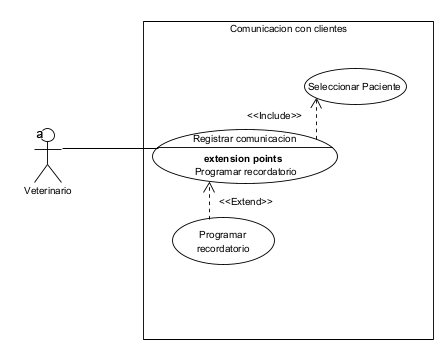 Comunicacion con clientes
Seleccionar Paciente
<<Include>>
Registrar comunicacion
extension points
Programar recordatorio
a
Veterinario
<<Extend>>
Programar
recordatorio